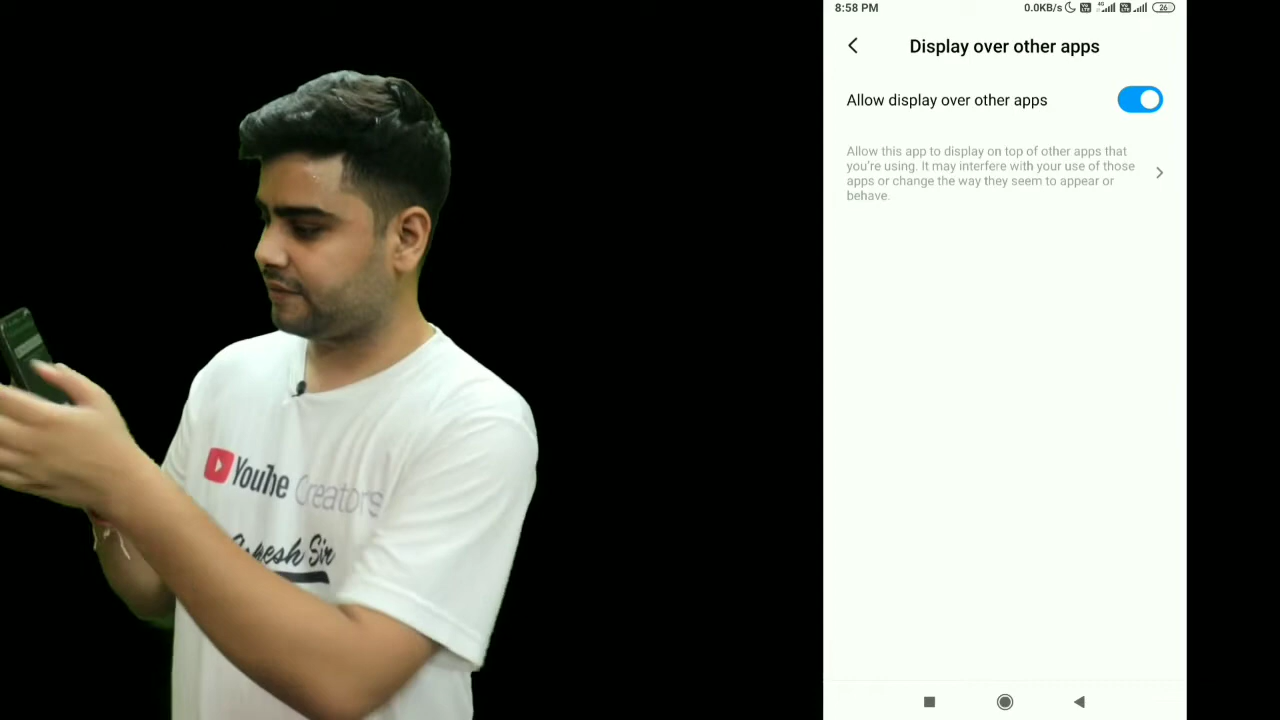 8:58 PM
0.0KB/s
4G
26
Display over other apps
Allow display over other apps
Allow this app to display on top of other apps that
you're using. It may interfere with your use of those
apps or change the way they seem to appear or
behave.
YouTube
Creators
Sir